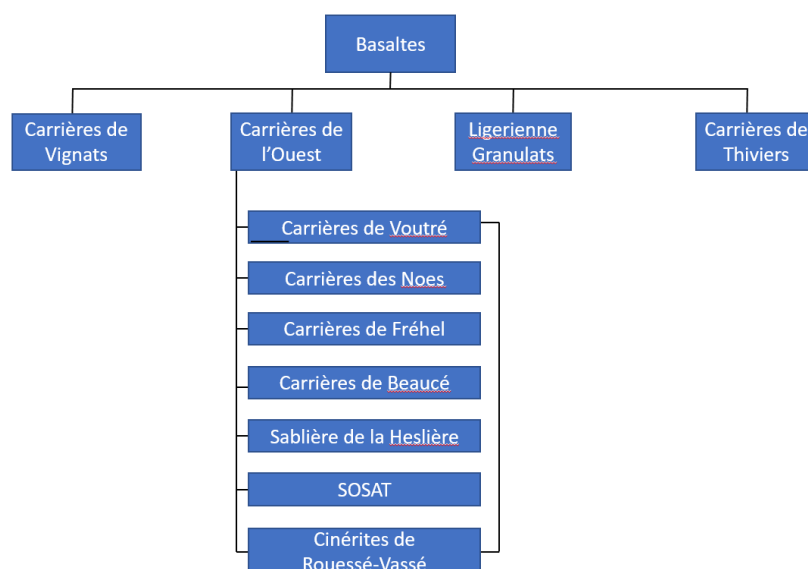 Basaltes
Carrières de
Vignats
Carrières de
l'Ouest
Ligerienne
Granulats
Carrières de
Thiviers
Carrières de Voutré
Carrières des Noes
Carrières de Fréhel
Carrières de Beaucé
Sablière de la Heslière
SOSAT
Cinérites de
Rouessé-Vassé